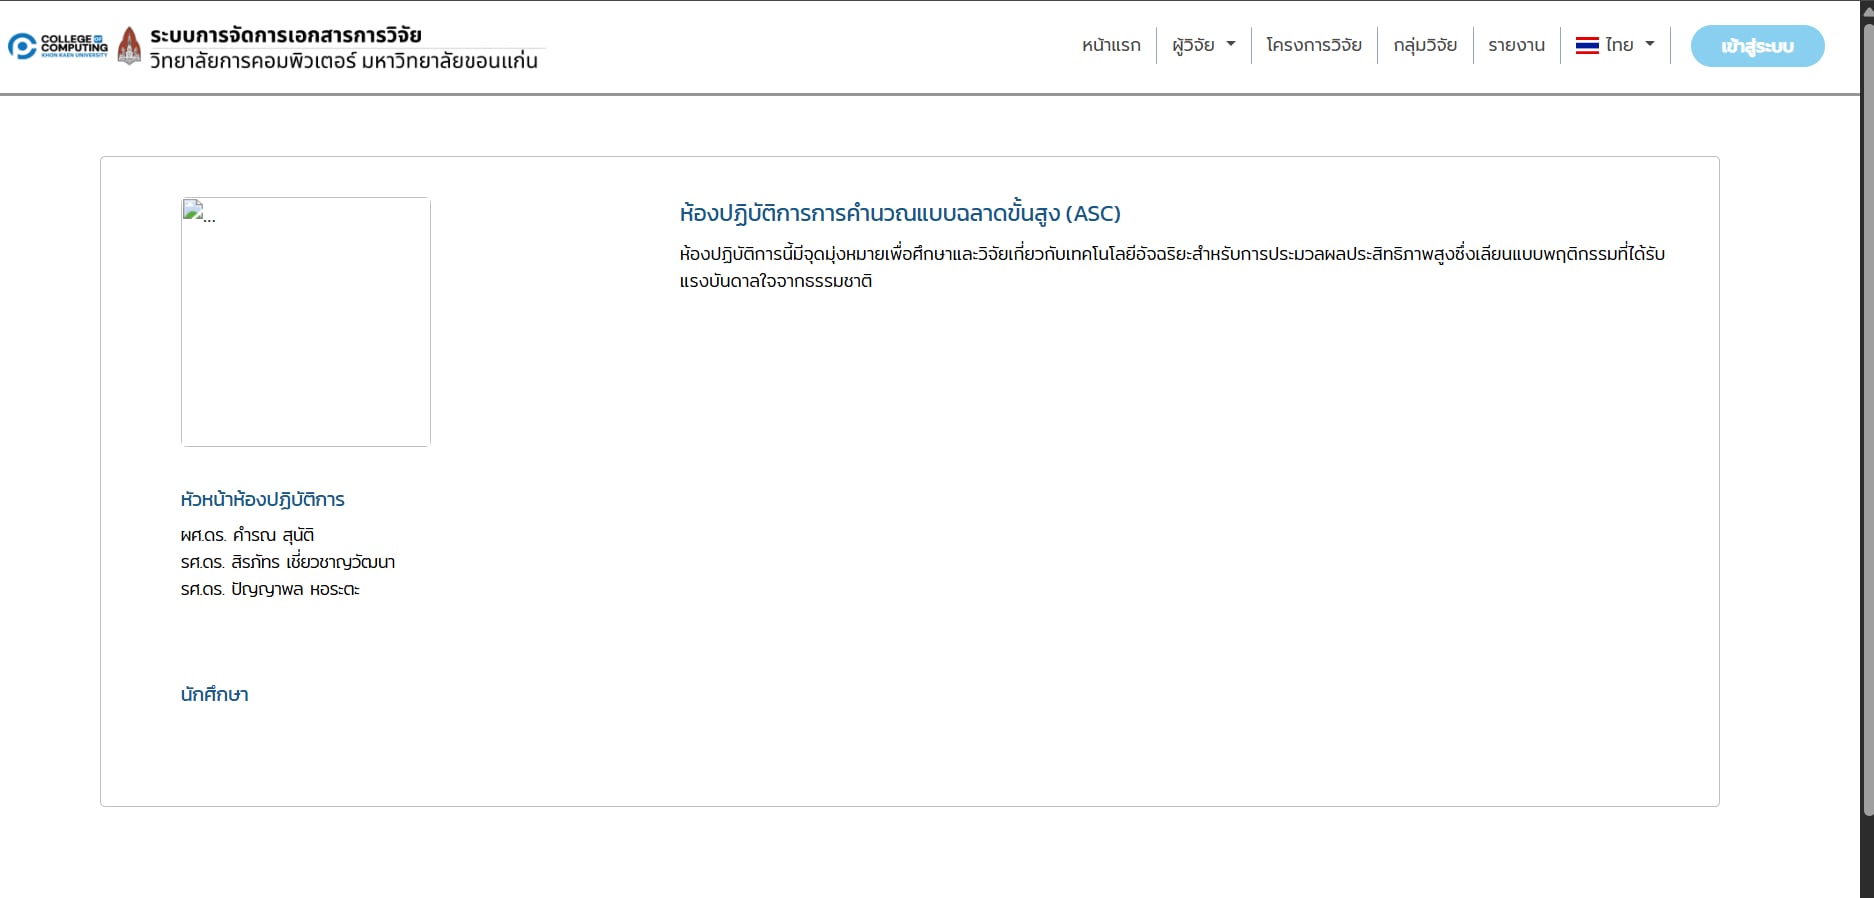 COLLEGE OF
COMPUTING
KHON KAEN UNIVERSITY
ระบบการจัดการเอกสารการวิจัย
วิทยาลัยการคอมพิวเตอร์ มหาวิทยาลัยขอนแก่น
หน้าแรก
ผู้วิจัย
โครงการวิจัย
กลุ่มวิจัย
รายงาน
ไทย
เข้าสู่ระบบ
...
ห้องปฏิบัติการการคำนวณแบบฉลาดขั้นสูง (ASC)
ห้องปฏิบัติการนี้มีจุดมุ่งหมายเพื่อศึกษาและวิจัยเกี่ยวกับเทคโนโลยีอัจฉริยะสำหรับการประมวลผลประสิทธิภาพสูงซึ่งเลียนแบบพฤติกรรมที่ได้รับ
แรงบันดาลใจจากธรรมชาติ
หัวหน้าห้องปฏิบัติการ
ผศ.ดร. คำรณ สุนัติ
รศ.ดร. สิรภัทร เชี่ยวชาญวัฒนา
รศ.ดร. ปัญญาพล หอระตะ
นักศึกษา